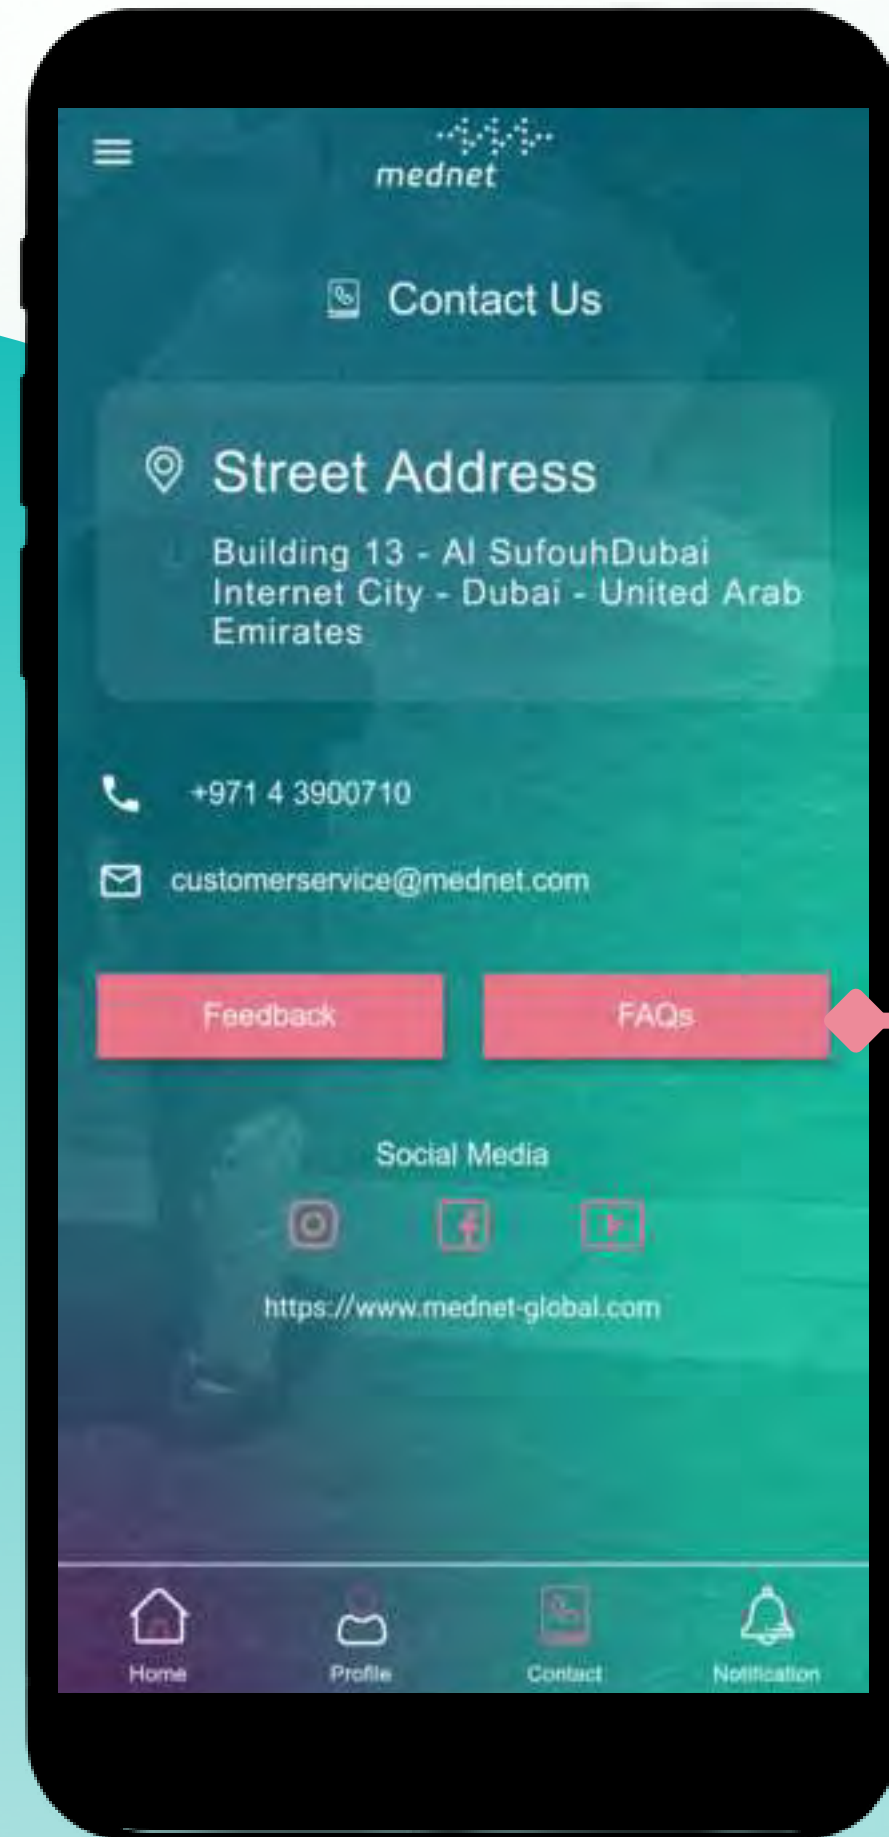 mednet
Contact Us
Street Address
Building 13 - Al SufouhDubai
Internet City - Dubai - United Arab
Emirates
+971 4 3900710
customerservice@mednet.com
Feedback
FAQs
Social Media
https://www.mednet-global.com
Home
Profile
Contact
Notification